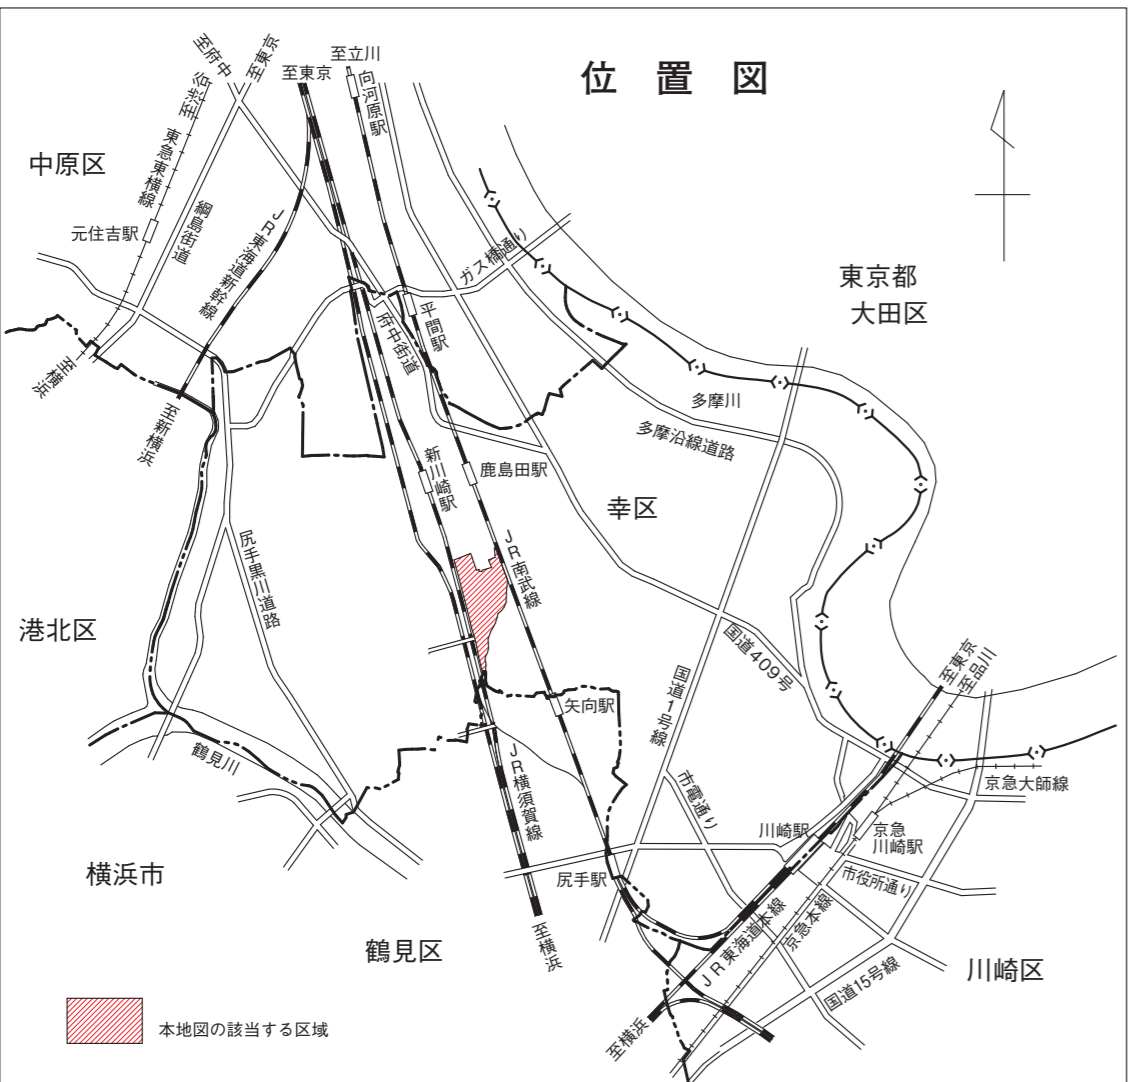 位置図
至府中
至東京
至東京
至立川
向河原駅
至渋谷
東急東横線
中原区
元住吉駅
綱島街道
JR東海道新幹線
ガス橋通り
東京都
大田区
平間駅
府中街道
至横浜
至新横浜
多摩川
多摩沿線道路
新川崎駅
鹿島田駅
幸区
尻手黒川道路
JR南武線
港北区
国道409号
国道1号線
至東京
至品川
矢向駅
鶴見川
JR横須賀線
市電通り
京急大師線
川崎駅
京急
川崎駅
横浜市
尻手駅
市役所通り
至横浜
鶴見区
JR東海道本線
京急本線
川崎区
国道15号線
至横浜
本地図の該当する区域